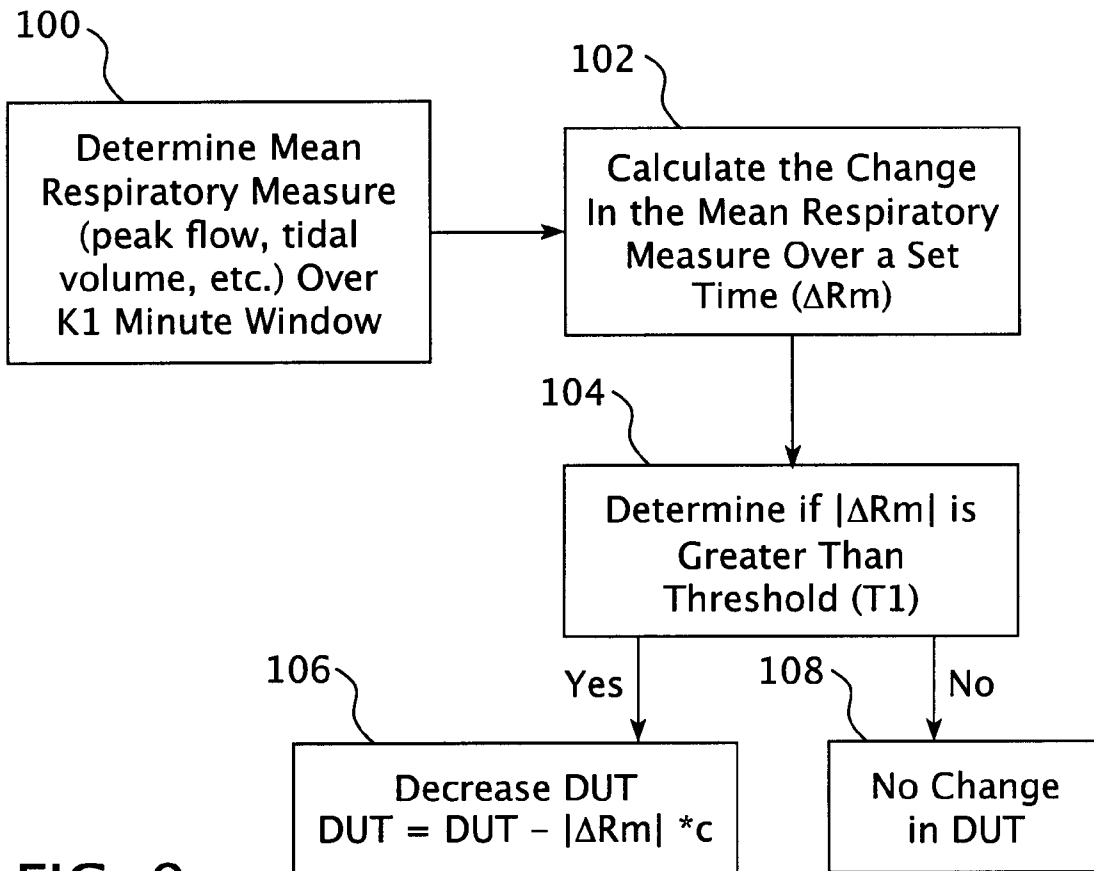 100
Determine Mean
Respiratory Measure
(peak flow, tidal
volume, etc.) Over
K1 Minute Window
102
Calculate the Change
In the Mean Respiratory
Measure Over a Set
Time (ΔRm)
104
Determine if |ΔRm| is
Greater Than
Threshold (T1)
Yes
No
106
Decrease DUT
DUT = DUT – |ΔRm| *c
108
No Change
in DUT
FIG.